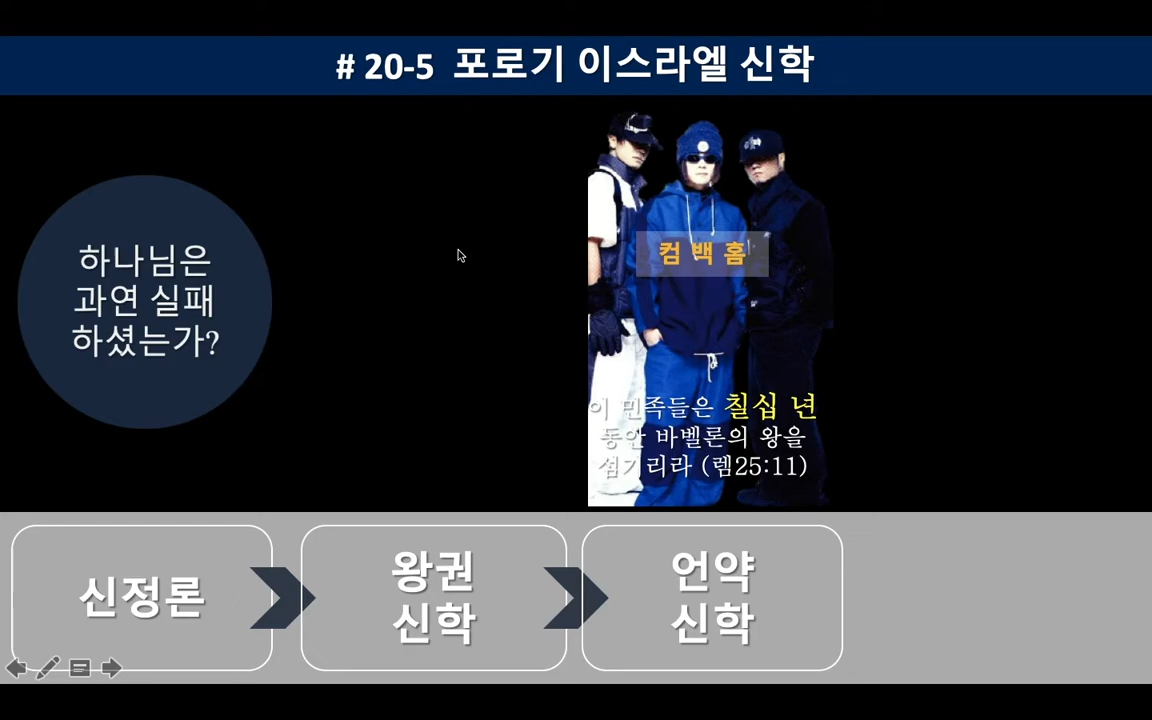 # 20-5 포로기 이스라엘 신학
하나님은
과연 실패
하셨는가?
컴 백 홈
이 민족들은 칠십 년
동안 바벨론의 왕을
섬기리라 (렘25:11)
신정론
왕권
신학
언약
신학